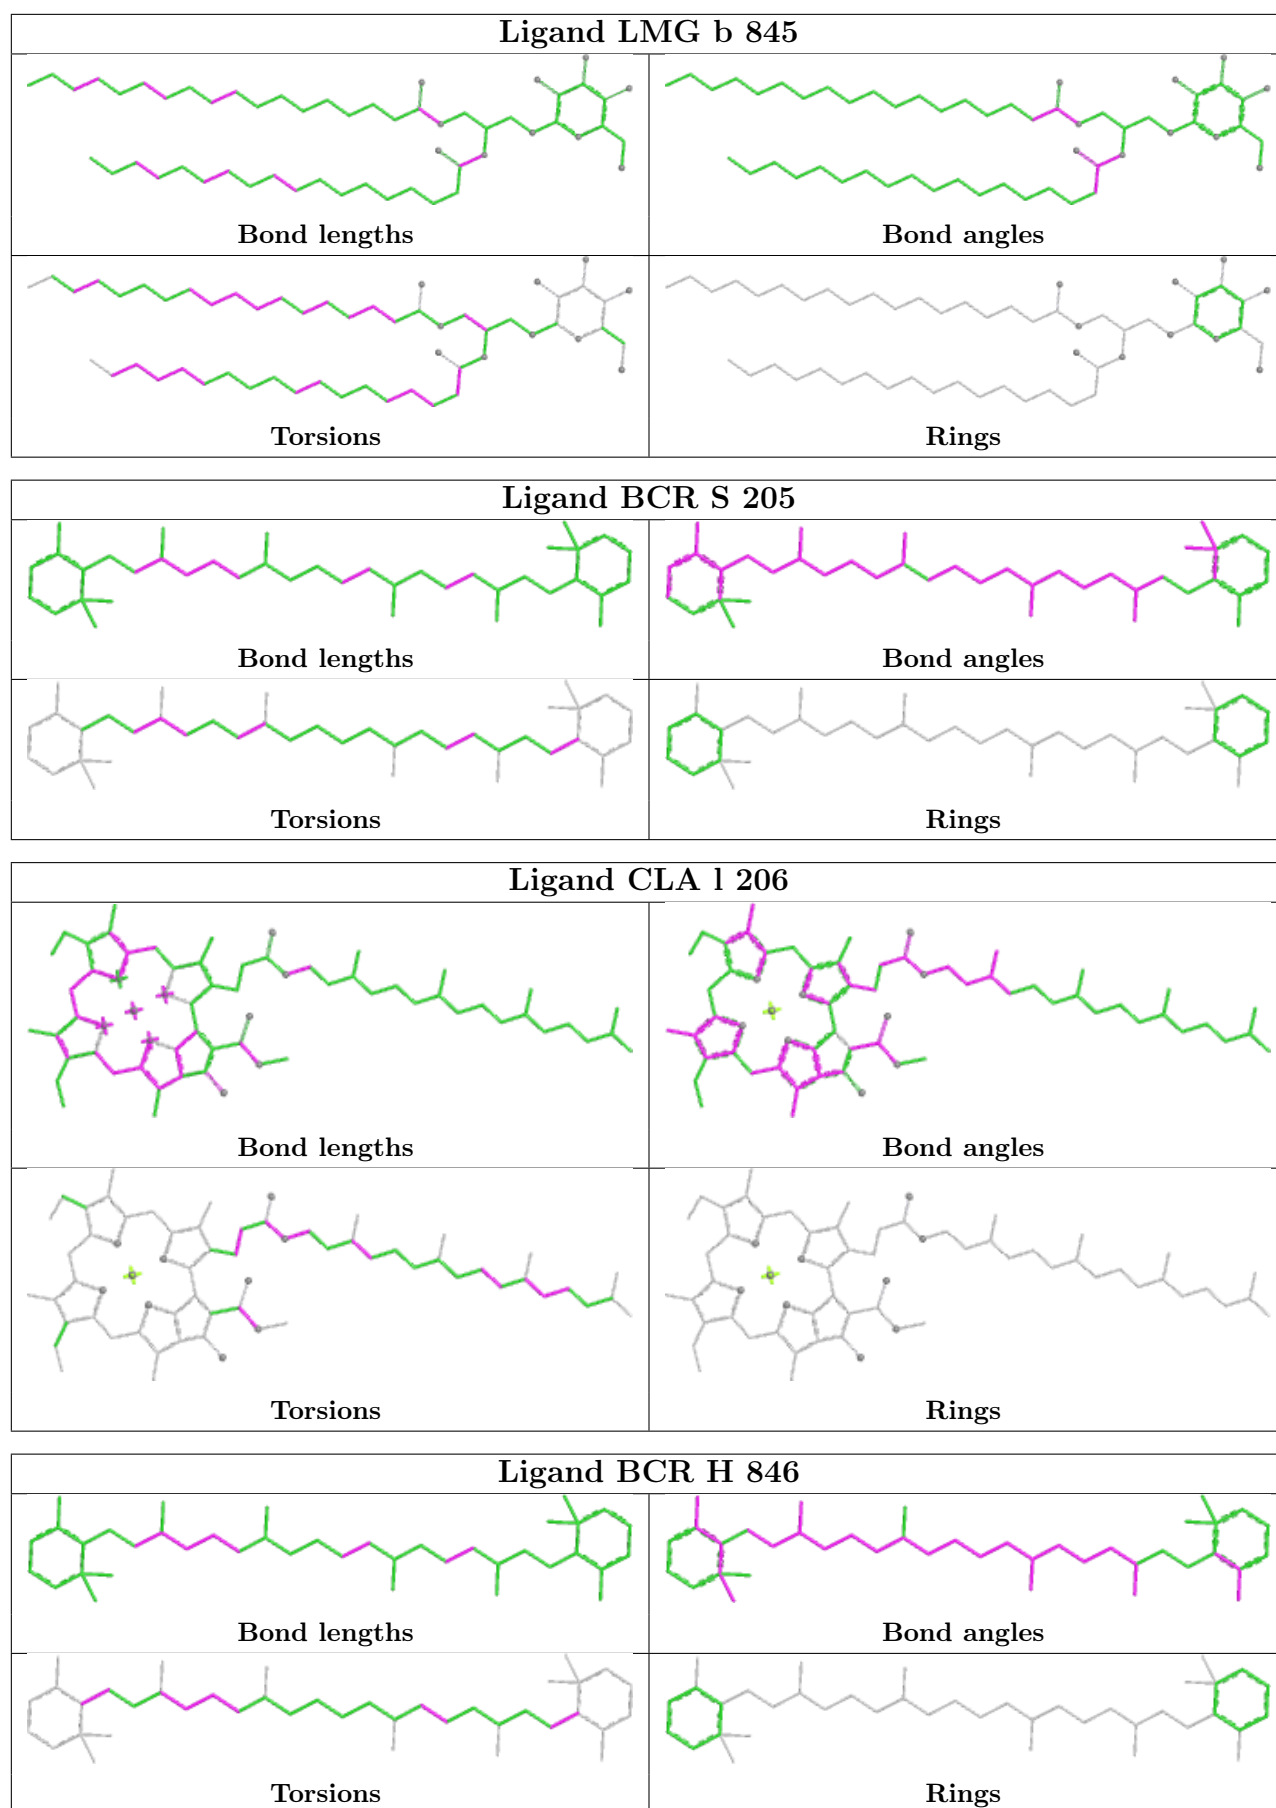 Ligand LMG b 845
Bond lengths
Bond angles
Torsions
Rings
Ligand BCR S 205
Bond lengths
Bond angles
Torsions
Rings
Ligand CLA l 206
Bond lengths
Bond angles
Torsions
Rings
Ligand BCR H 846
Bond lengths
Bond angles
Torsions
Rings